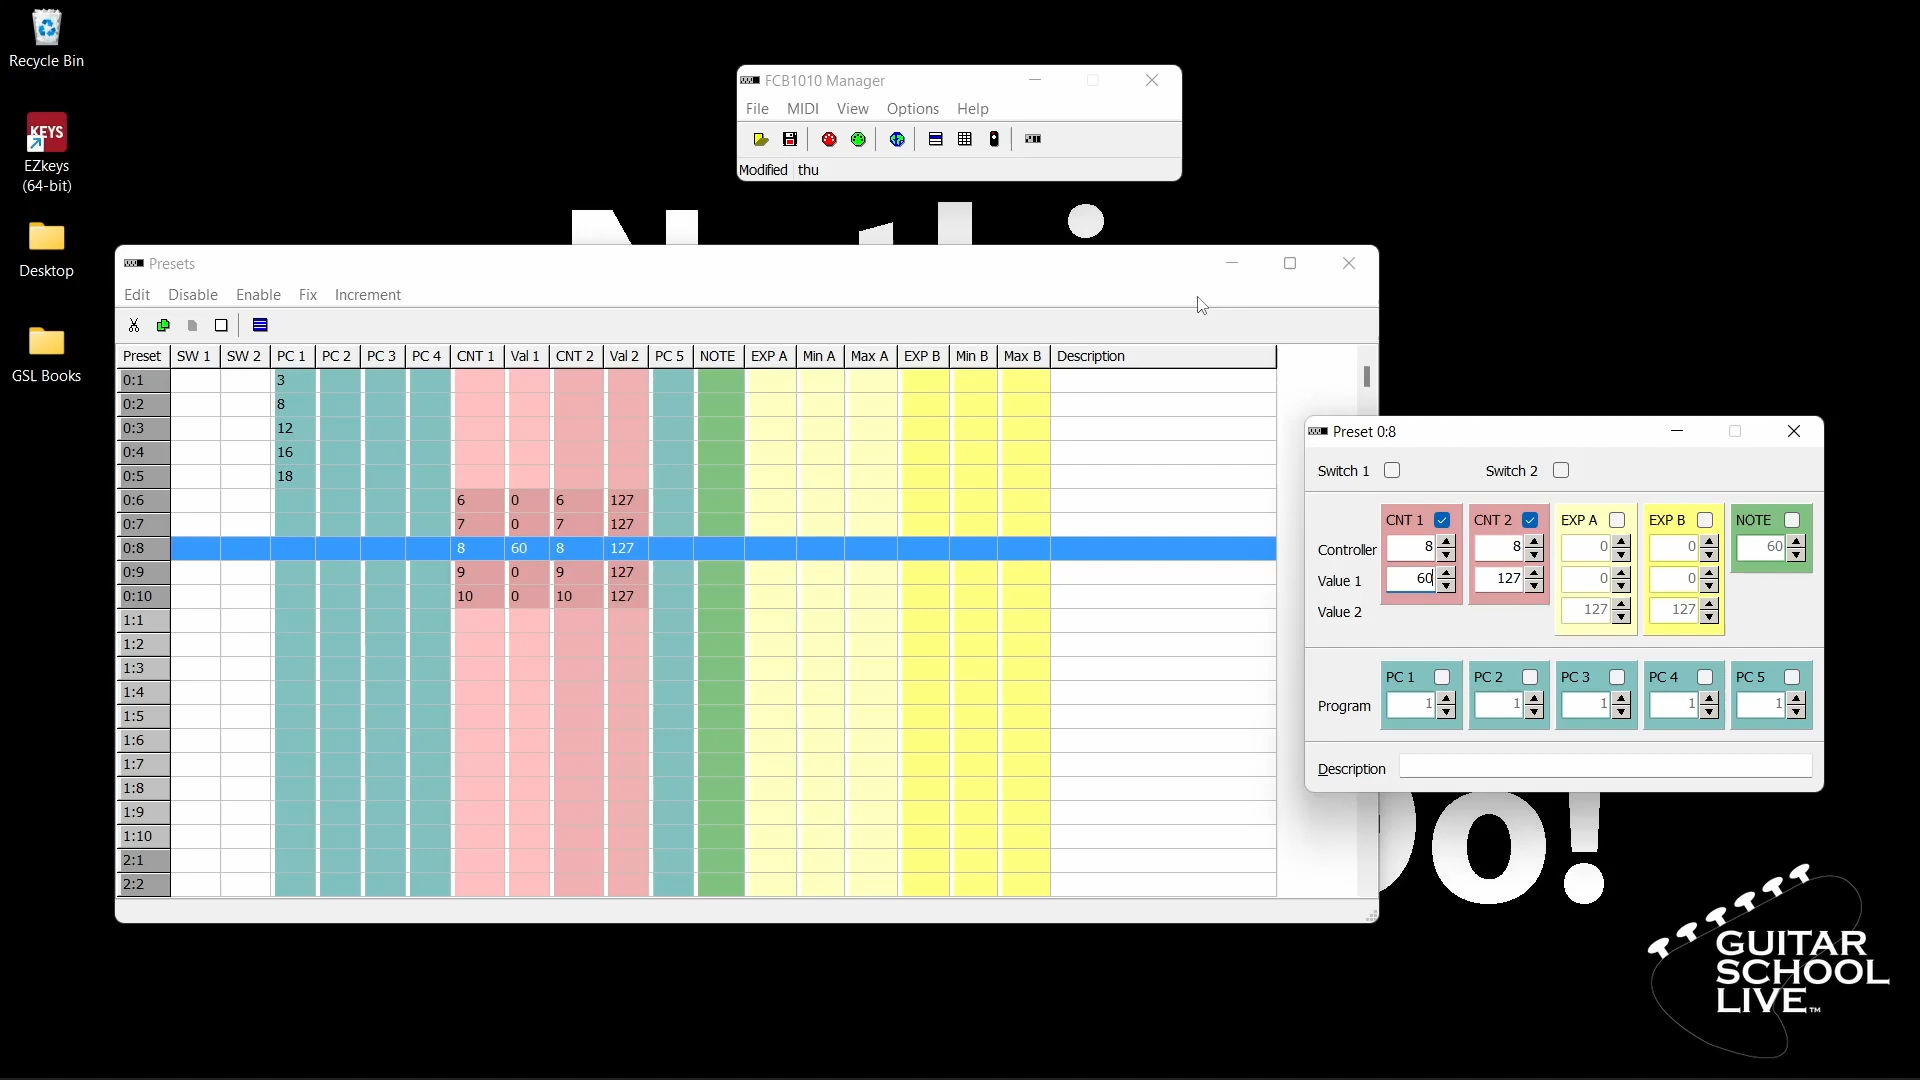 Recycle Bin
KEYS
EZkeys
(64-bit)
Desktop
GSL Books
FCB1010 Manager
File MIDI View Options Help
Modified thu
Presets
Edit Disable Enable Fix Increment
Preset SW 1 SW 2 PC 1 PC 2 PC 3 PC 4 CNT 1 Val 1 CNT 2 Val 2 PC 5 NOTE EXP A Min A Max A EXP B Min B Max B Description
0:1 3
0:2 8
0:3 12
0:4 16
0:5 18
0:6 6 0 6 127
0:7 7 0 7 127
0:8 8 60 8 127
0:9 9 0 9 127
0:10 10 0 10 127
1:1
1:2
1:3
1:4
1:5
1:6
1:7
1:8
1:9
1:10
2:1
2:2
Preset 0:8
Switch 1 Switch 2
CNT 1 CNT 2 EXP A EXP B NOTE
Controller 8 8 0 0 60
Value 1 60 127 0 0
Value 2 127 127
PC 1 PC 2 PC 3 PC 4 PC 5
Program 1 1 1 1 1
Description
GUITAR
SCHOOL
LIVE™